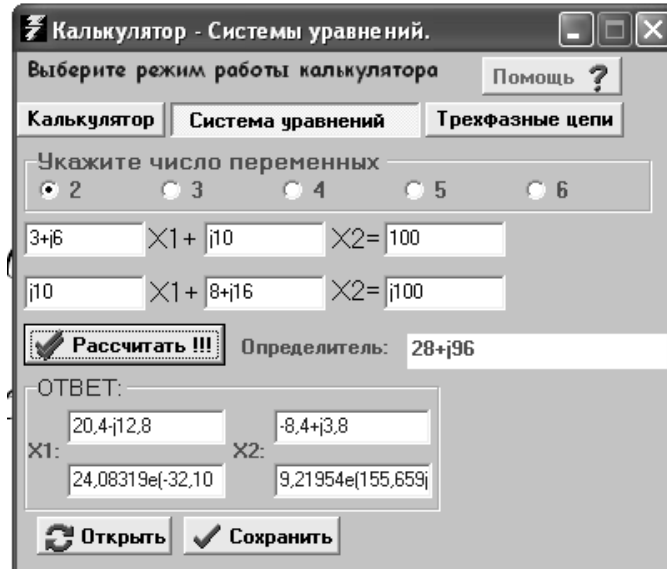 Калькулятор - Системы уравнений.
Выберите режим работы калькулятора Помощь ?
Калькулятор Система уравнений Трехфазные цепи
Укажите число переменных
2 3 4 5 6
3+j6 X1+ j10 X2= 100
j10 X1+ 8+j16 X2= j100
Рассчитать !!! Определитель: 28+j96
ОТВЕТ:
20,4-j12,8 -8,4+j3,8
X1: X2:
24,08319e(-32,10 9,21954e(155,659j
Открыть Сохранить